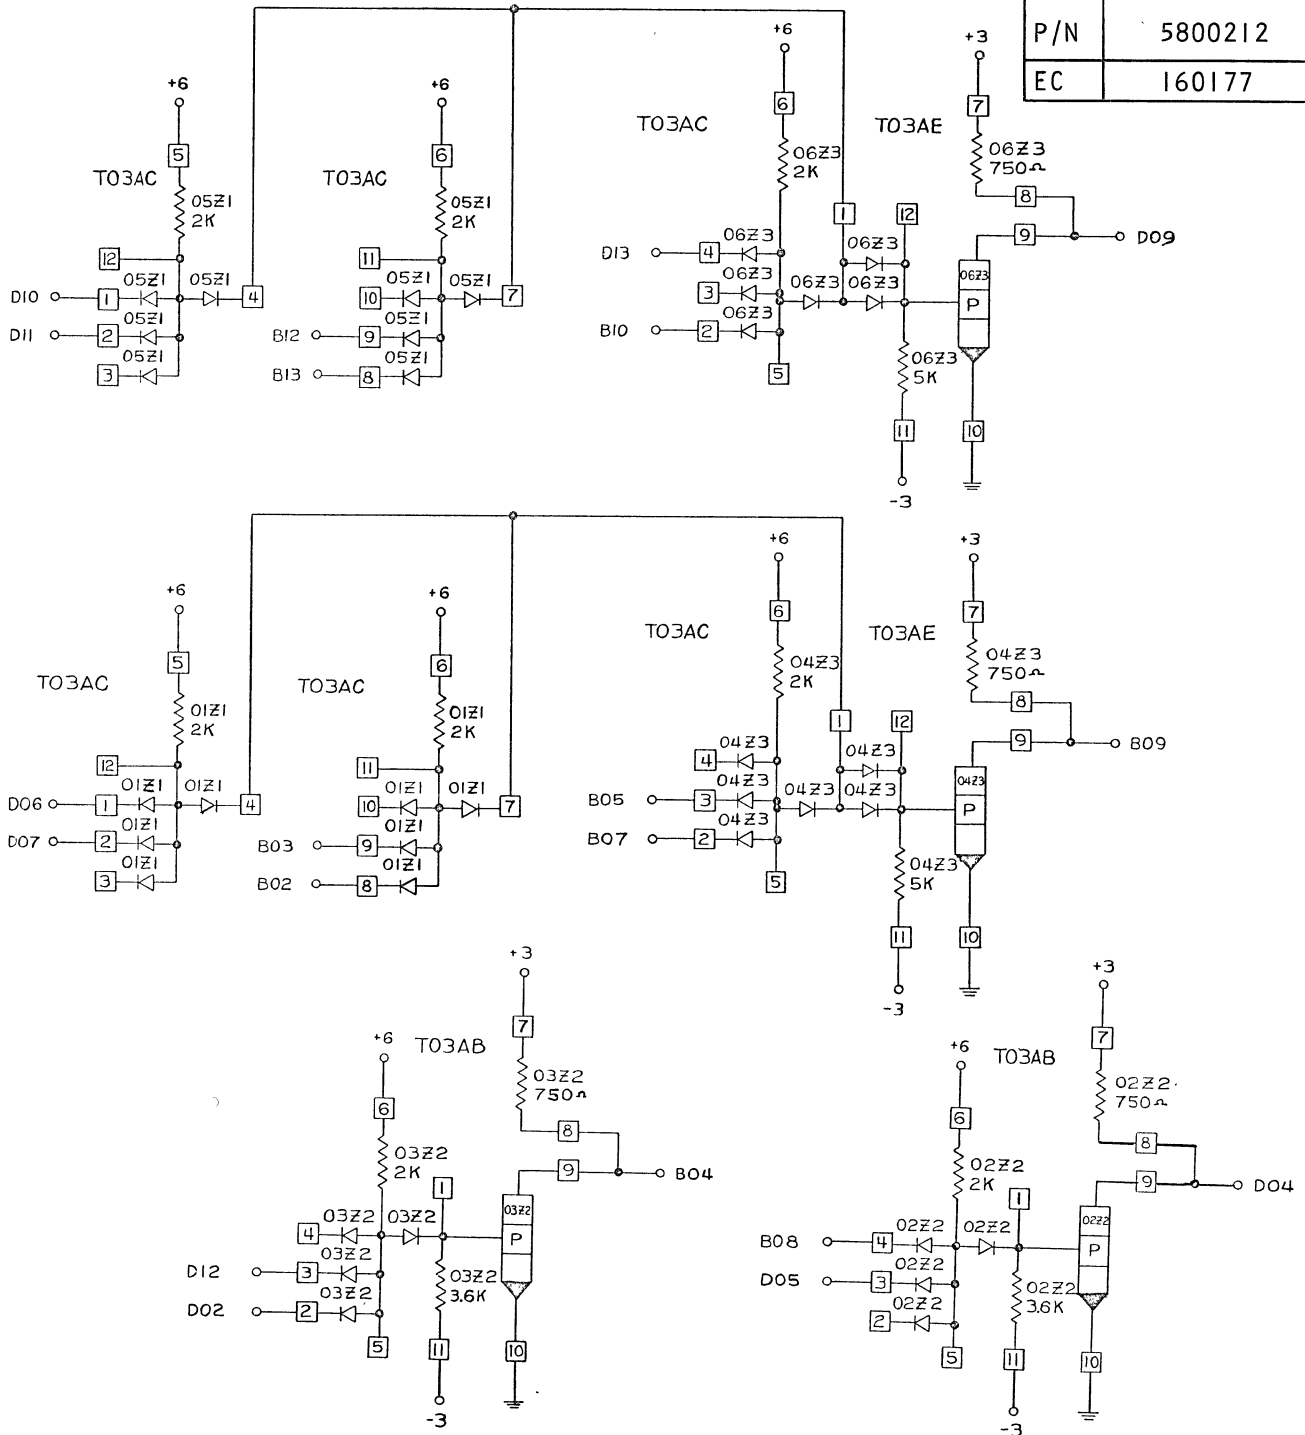 P/N 5800212
EC 160177
+6 +3
+6 +6
6 7
T03AC T03AE
06Z3
750Ω
06Z3
2K
8
5 6
T03AC T03AC
05Z1
2K
05Z1
2K
1 12
9 D09
12 11
D13 4 06Z3 06Z3
3 06Z3
06Z3 06Z3
06Z3
P
D10 1 05Z1 05Z1 4
10 05Z1 05Z1 7
B10 2 06Z3
D11 2 05Z1
B12 9 05Z1
3 05Z1
B13 8 05Z1
5
06Z3
5K
11 10
-3
+6 +3
+6 +6
6 7
T03AC T03AE
04Z3
2K
04Z3
750Ω
5 6
T03AC T03AC
01Z1
2K
01Z1
2K
8
1 12
9 B09
12 11
4 04Z3 04Z3
B05 3 04Z3
04Z3 04Z3
04Z3
P
D06 1 01Z1 01Z1 4
10 01Z1 01Z1 7
B07 2 04Z3
D07 2 01Z1
B03 9 01Z1
3 01Z1
B02 8 01Z1
5
04Z3
5K
11 10
-3
+3 +3
7 7
+6 T03AB +6 T03AB
03Z2
750Ω
02Z2
750Ω
6 6
8 8
03Z2
2K
02Z2
2K
9 B04
9 D04
1 1
03Z2
P
02Z2
P
4 03Z2 03Z2
B08 4 02Z2 02Z2
D12 3 03Z2
D05 3 02Z2
D02 2 03Z2
2 02Z2
03Z2
3.6K
02Z2
3.6K
5 11 10
5 11 10
-3 -3